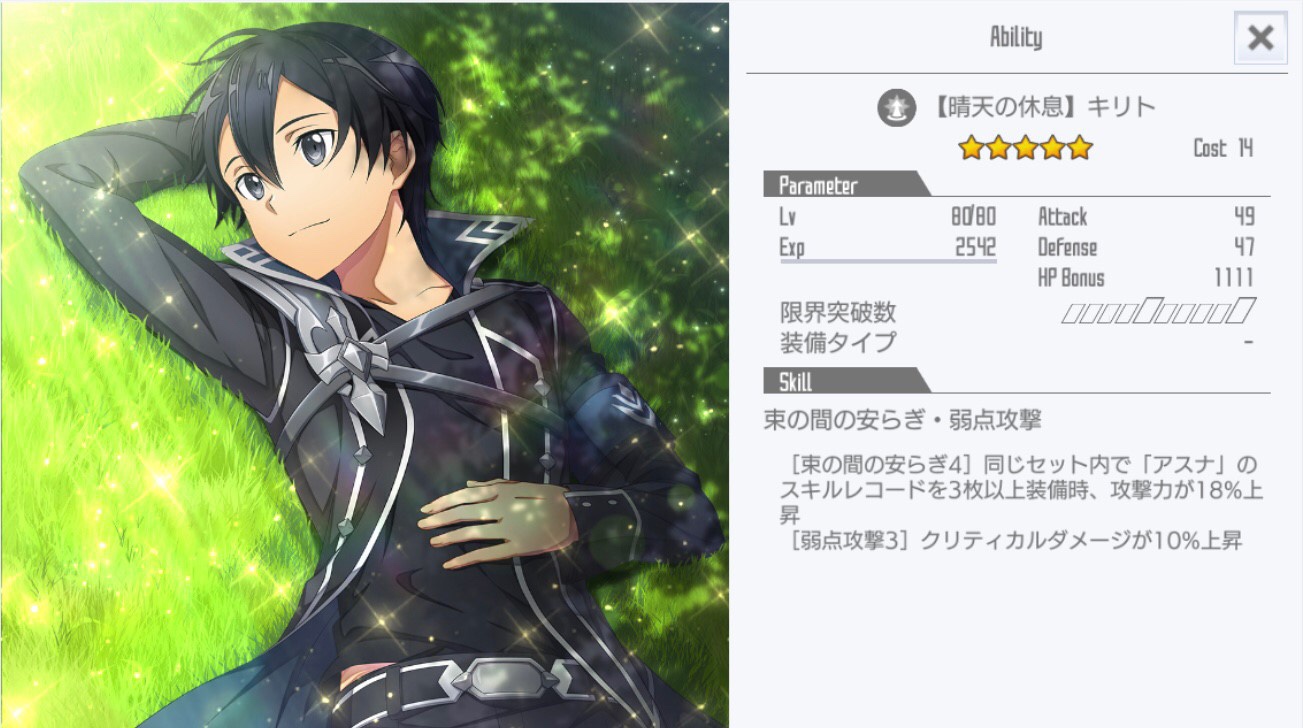 Ability
【晴天の休息】キリト
Cost 14
Parameter
Lv 80/80 Attack 49
Exp 2542 Defense 47
HP Bonus 1111
限界突破数
装備タイプ -
Skill
束の間の安らぎ・弱点攻撃
［束の間の安らぎ4］同じセット内で「アスナ」の
スキルレコードを3枚以上装備時、攻撃力が18%上
昇
［弱点攻撃3］クリティカルダメージが10%上昇